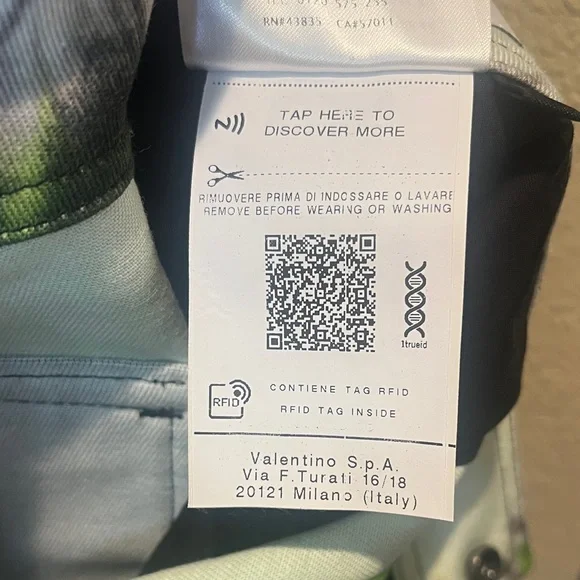 RN#43835 CA#57011
TAP HERE TO
DISCOVER MORE
RIMUOVERE PRIMA DI INDOSSARE O LAVARE
REMOVE BEFORE WEARING OR WASHING
1trueid
RFID
CONTIENE TAG RFID
RFID TAG INSIDE
Valentino S.p.A.
Via F.Turati 16/18
20121 Milano (Italy)